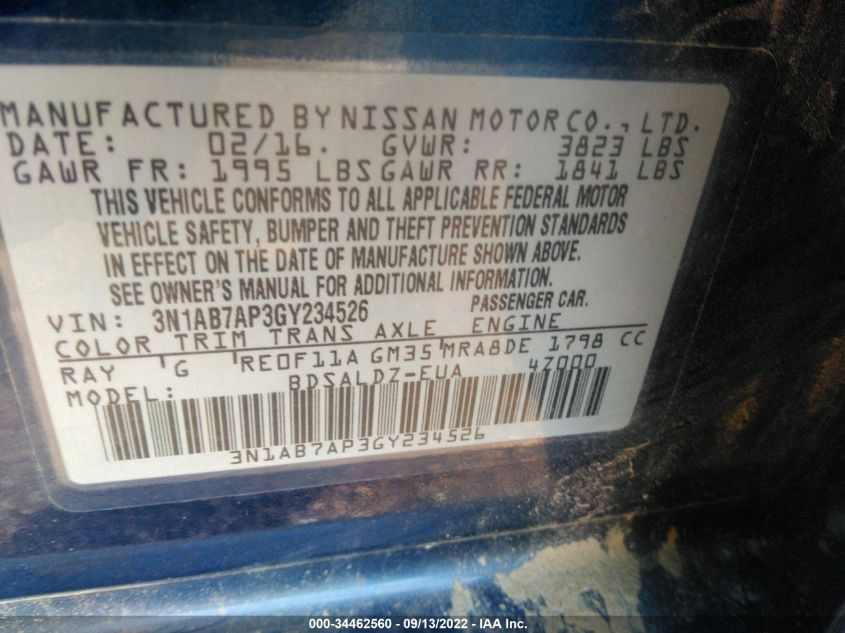 MANUFACTURED BY NISSAN MOTOR CO., LTD.
DATE: 02/16. GVWR: 3823 LBS
GAWR FR: 1995 LBS GAWR RR: 1841 LBS
THIS VEHICLE CONFORMS TO ALL APPLICABLE FEDERAL MOTOR
VEHICLE SAFETY, BUMPER AND THEFT PREVENTION STANDARDS
IN EFFECT ON THE DATE OF MANUFACTURE SHOWN ABOVE.
SEE OWNER'S MANUAL FOR ADDITIONAL INFORMATION.
VIN: 3N1AB7AP3GY234526 PASSENGER CAR.
COLOR TRIM TRANS AXLE ENGINE
RAY G RE0F11A GM35 MRA8DE 1798 CC
MODEL: BDSALDZ-EUA 4Z000
3N1AB7AP3GY234526
000-34462560 - 09/13/2022 - IAA Inc.